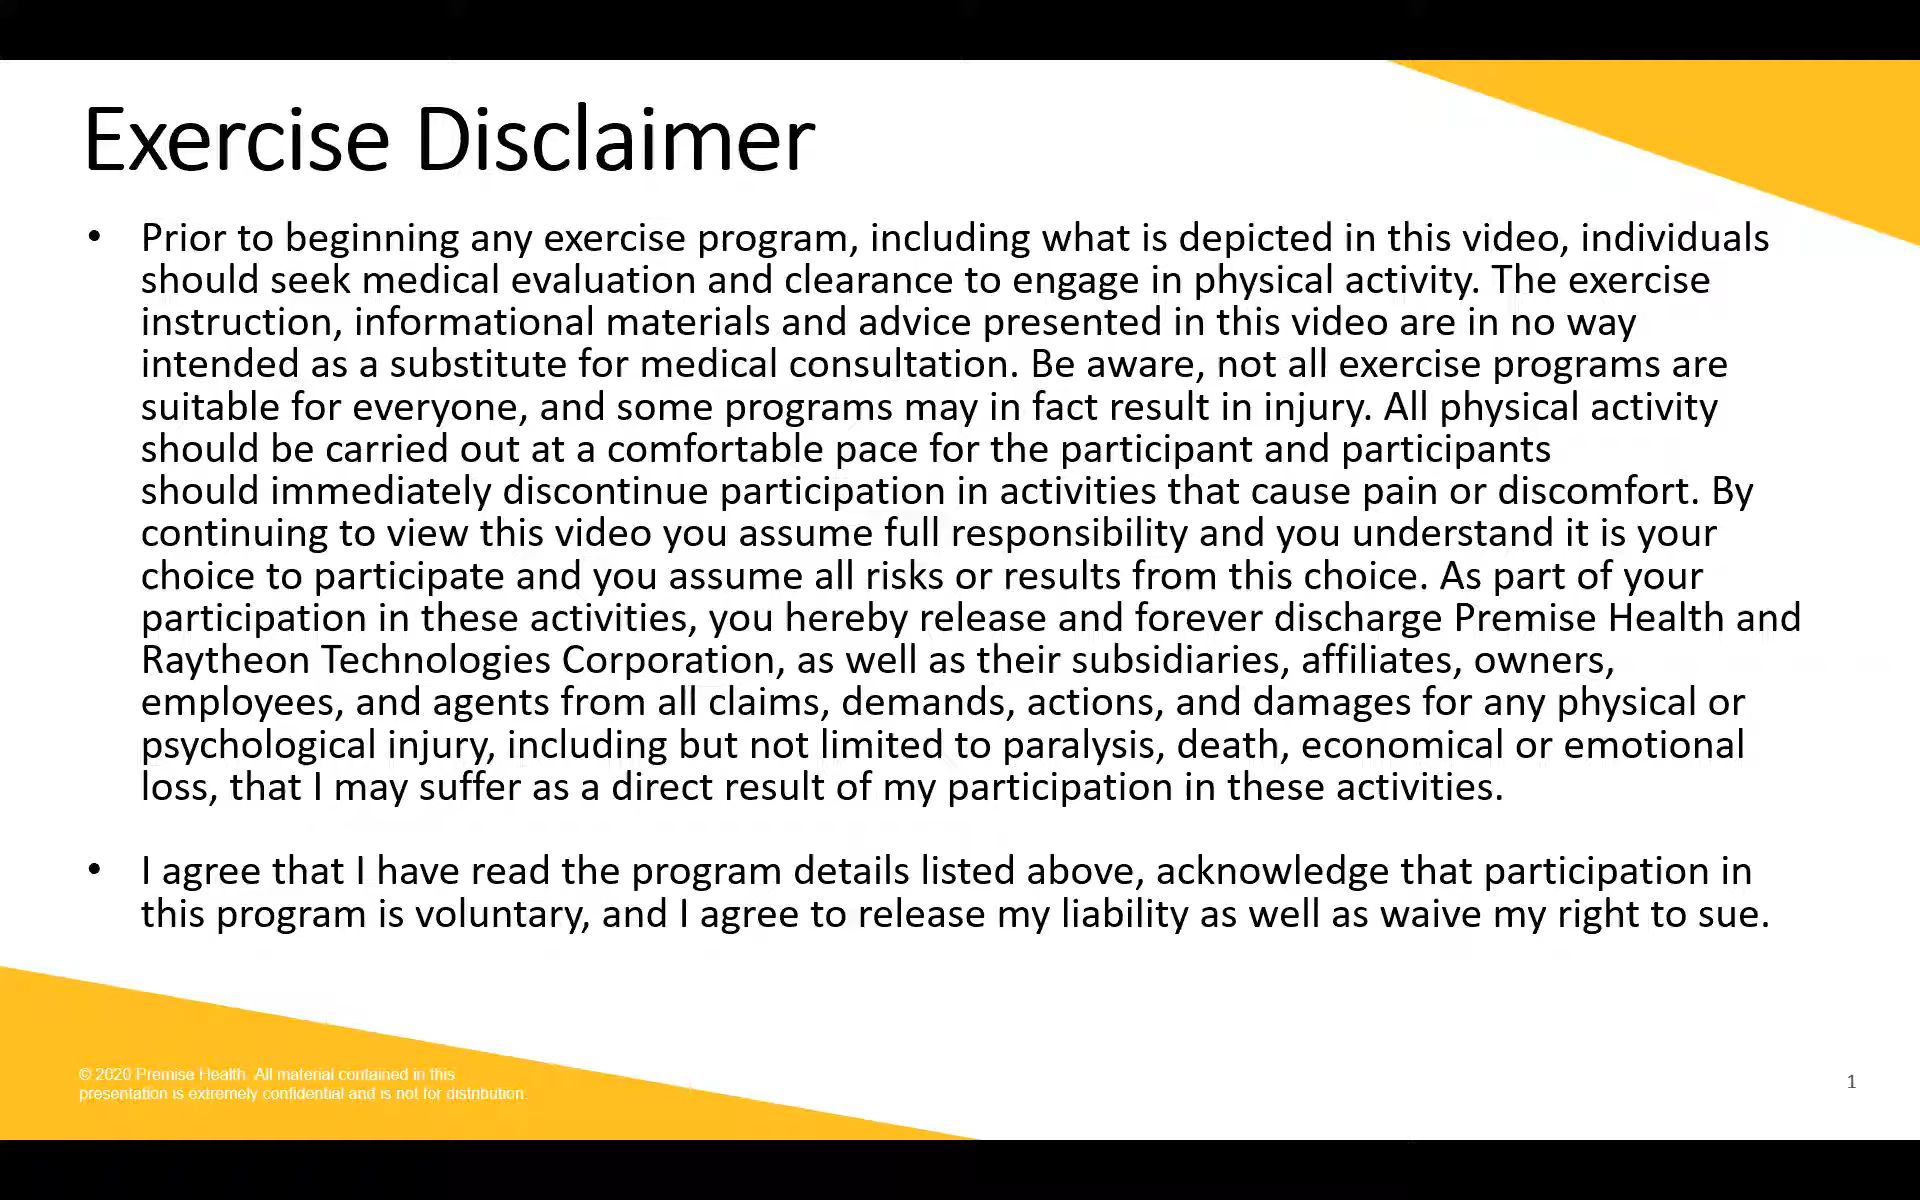 Exercise Disclaimer
• Prior to beginning any exercise program, including what is depicted in this video, individuals
should seek medical evaluation and clearance to engage in physical activity. The exercise
instruction, informational materials and advice presented in this video are in no way
intended as a substitute for medical consultation. Be aware, not all exercise programs are
suitable for everyone, and some programs may in fact result in injury. All physical activity
should be carried out at a comfortable pace for the participant and participants
should immediately discontinue participation in activities that cause pain or discomfort. By
continuing to view this video you assume full responsibility and you understand it is your
choice to participate and you assume all risks or results from this choice. As part of your
participation in these activities, you hereby release and forever discharge Premise Health and
Raytheon Technologies Corporation, as well as their subsidiaries, affiliates, owners,
employees, and agents from all claims, demands, actions, and damages for any physical or
psychological injury, including but not limited to paralysis, death, economical or emotional
loss, that I may suffer as a direct result of my participation in these activities.
• I agree that I have read the program details listed above, acknowledge that participation in
this program is voluntary, and I agree to release my liability as well as waive my right to sue.
© 2020 Premise Health. All material contained in this
presentation is extremely confidential and is not for distribution.
1